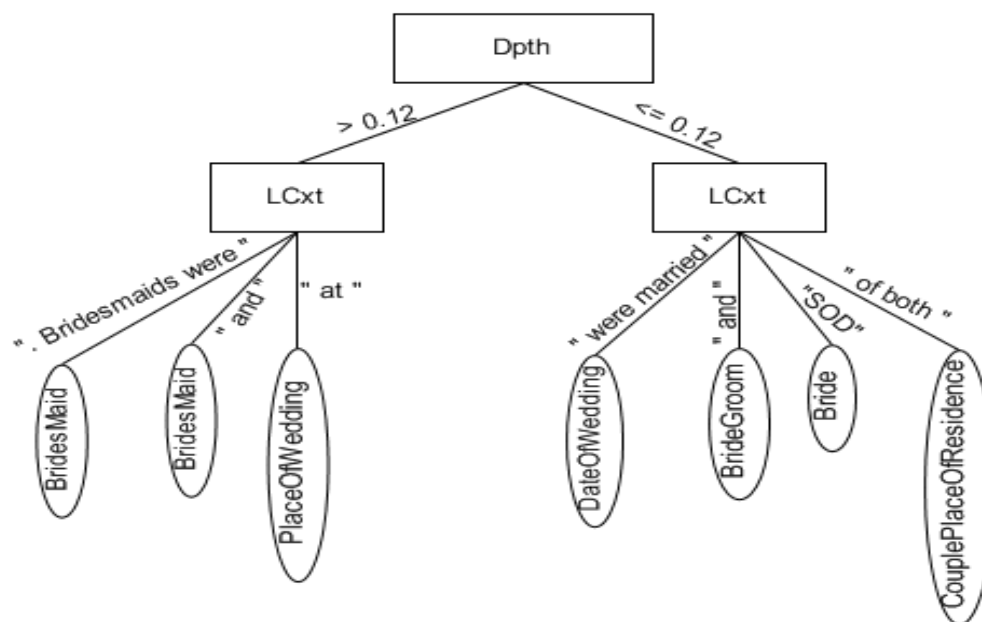 Dpth
> 0.12
<= 0.12
LCxt
LCxt
". Bridesmaids were "
" and "
" at "
" were married "
" and "
"SOD"
" of both "
BridesMaid
BridesMaid
PlaceOfWedding
DateOfWedding
BrideGroom
Bride
CouplePlaceOfResidence